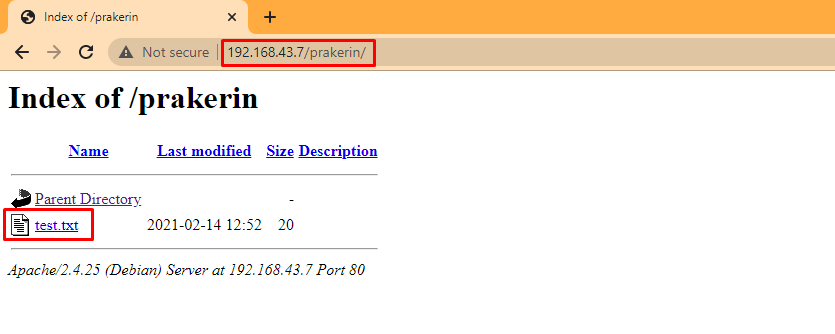 Index of /prakerin
Not secure 192.168.43.7/prakerin/
Index of /prakerin
Name Last modified Size Description
Parent Directory -
test.txt 2021-02-14 12:52 20
Apache/2.4.25 (Debian) Server at 192.168.43.7 Port 80